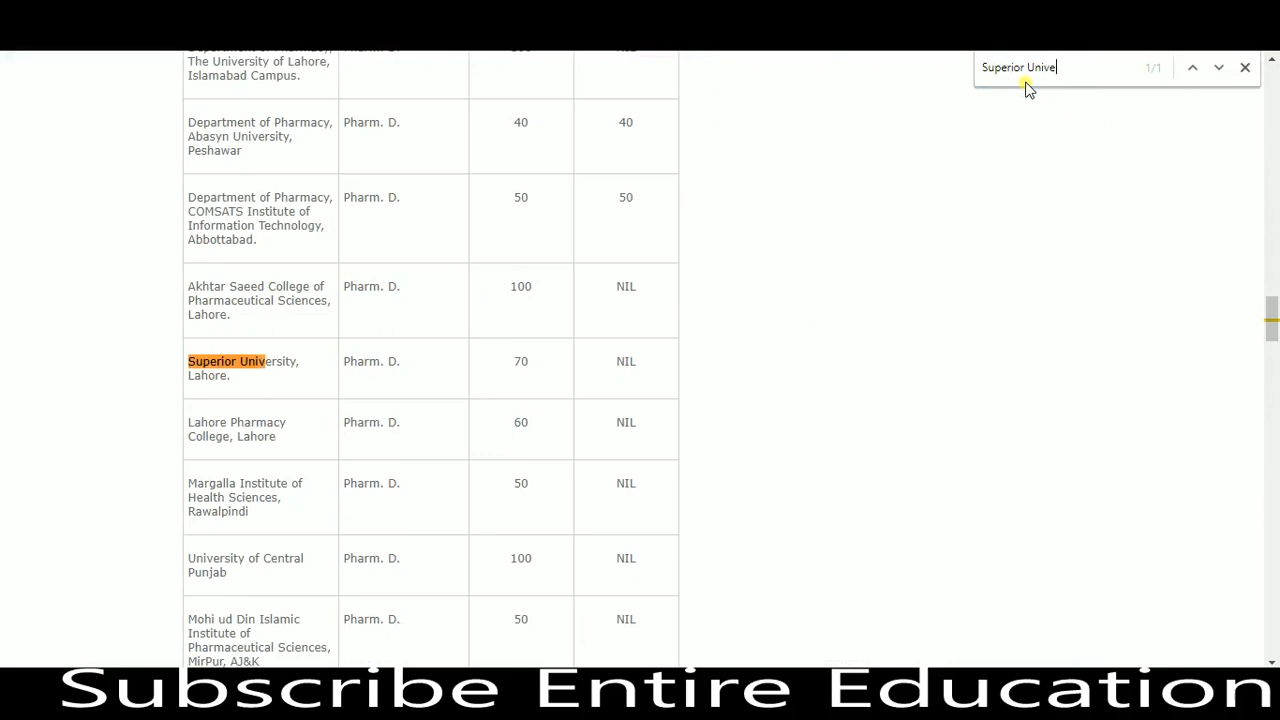 The University of Lahore,
Islamabad Campus.
Superior Unive
1/1
Department of Pharmacy,
Abasyn University,
Peshawar
Pharm. D.
40
40
Department of Pharmacy,
COMSATS Institute of
Information Technology,
Abbottabad.
Pharm. D.
50
50
Akhtar Saeed College of
Pharmaceutical Sciences,
Lahore.
Pharm. D.
100
NIL
Superior University,
Lahore.
Pharm. D.
70
NIL
Lahore Pharmacy
College, Lahore
Pharm. D.
60
NIL
Margalla Institute of
Health Sciences,
Rawalpindi
Pharm. D.
50
NIL
University of Central
Punjab
Pharm. D.
100
NIL
Mohi ud Din Islamic
Institute of
Pharmaceutical Sciences,
MirPur, AJ&K
Pharm. D.
50
NIL
Subscribe Entire Education